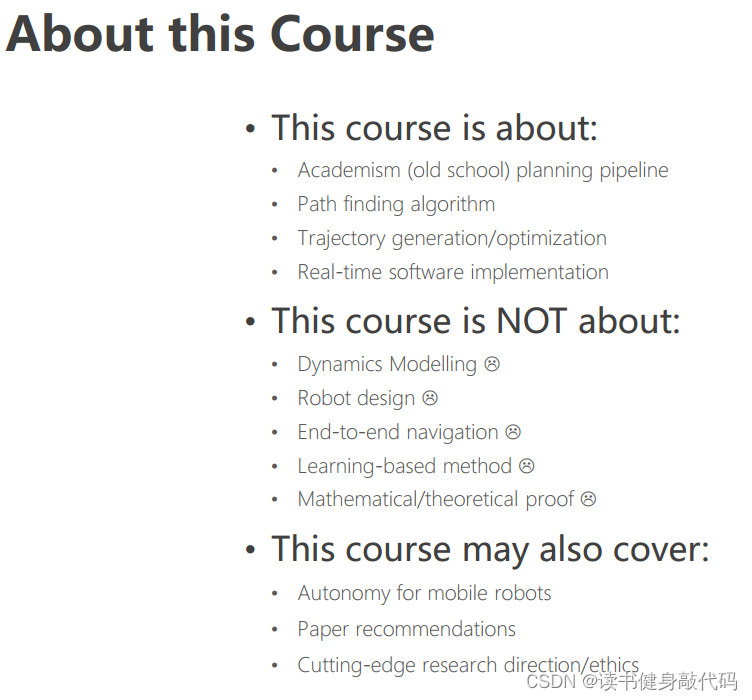 About this Course
• This course is about:
• Academism (old school) planning pipeline
• Path finding algorithm
• Trajectory generation/optimization
• Real-time software implementation
• This course is NOT about:
• Dynamics Modelling ☹
• Robot design ☹
• End-to-end navigation ☹
• Learning-based method ☹
• Mathematical/theoretical proof ☹
• This course may also cover:
• Autonomy for mobile robots
• Paper recommendations
• Cutting-edge research direction/ethics
CSDN @读书健身敲代码